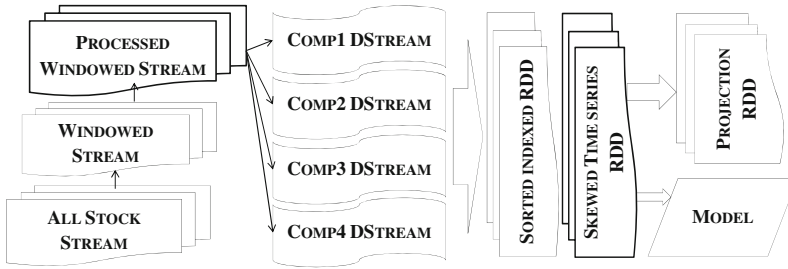 PROCESSED
WINDOWED STREAM
WINDOWED
STREAM
ALL STOCK
STREAM
COMP1 DSTREAM
COMP2 DSTREAM
COMP3 DSTREAM
COMP4 DSTREAM
SORTED INDEXED RDD
SKEWED TIME SERIES
RDD
PROJECTION
RDD
MODEL